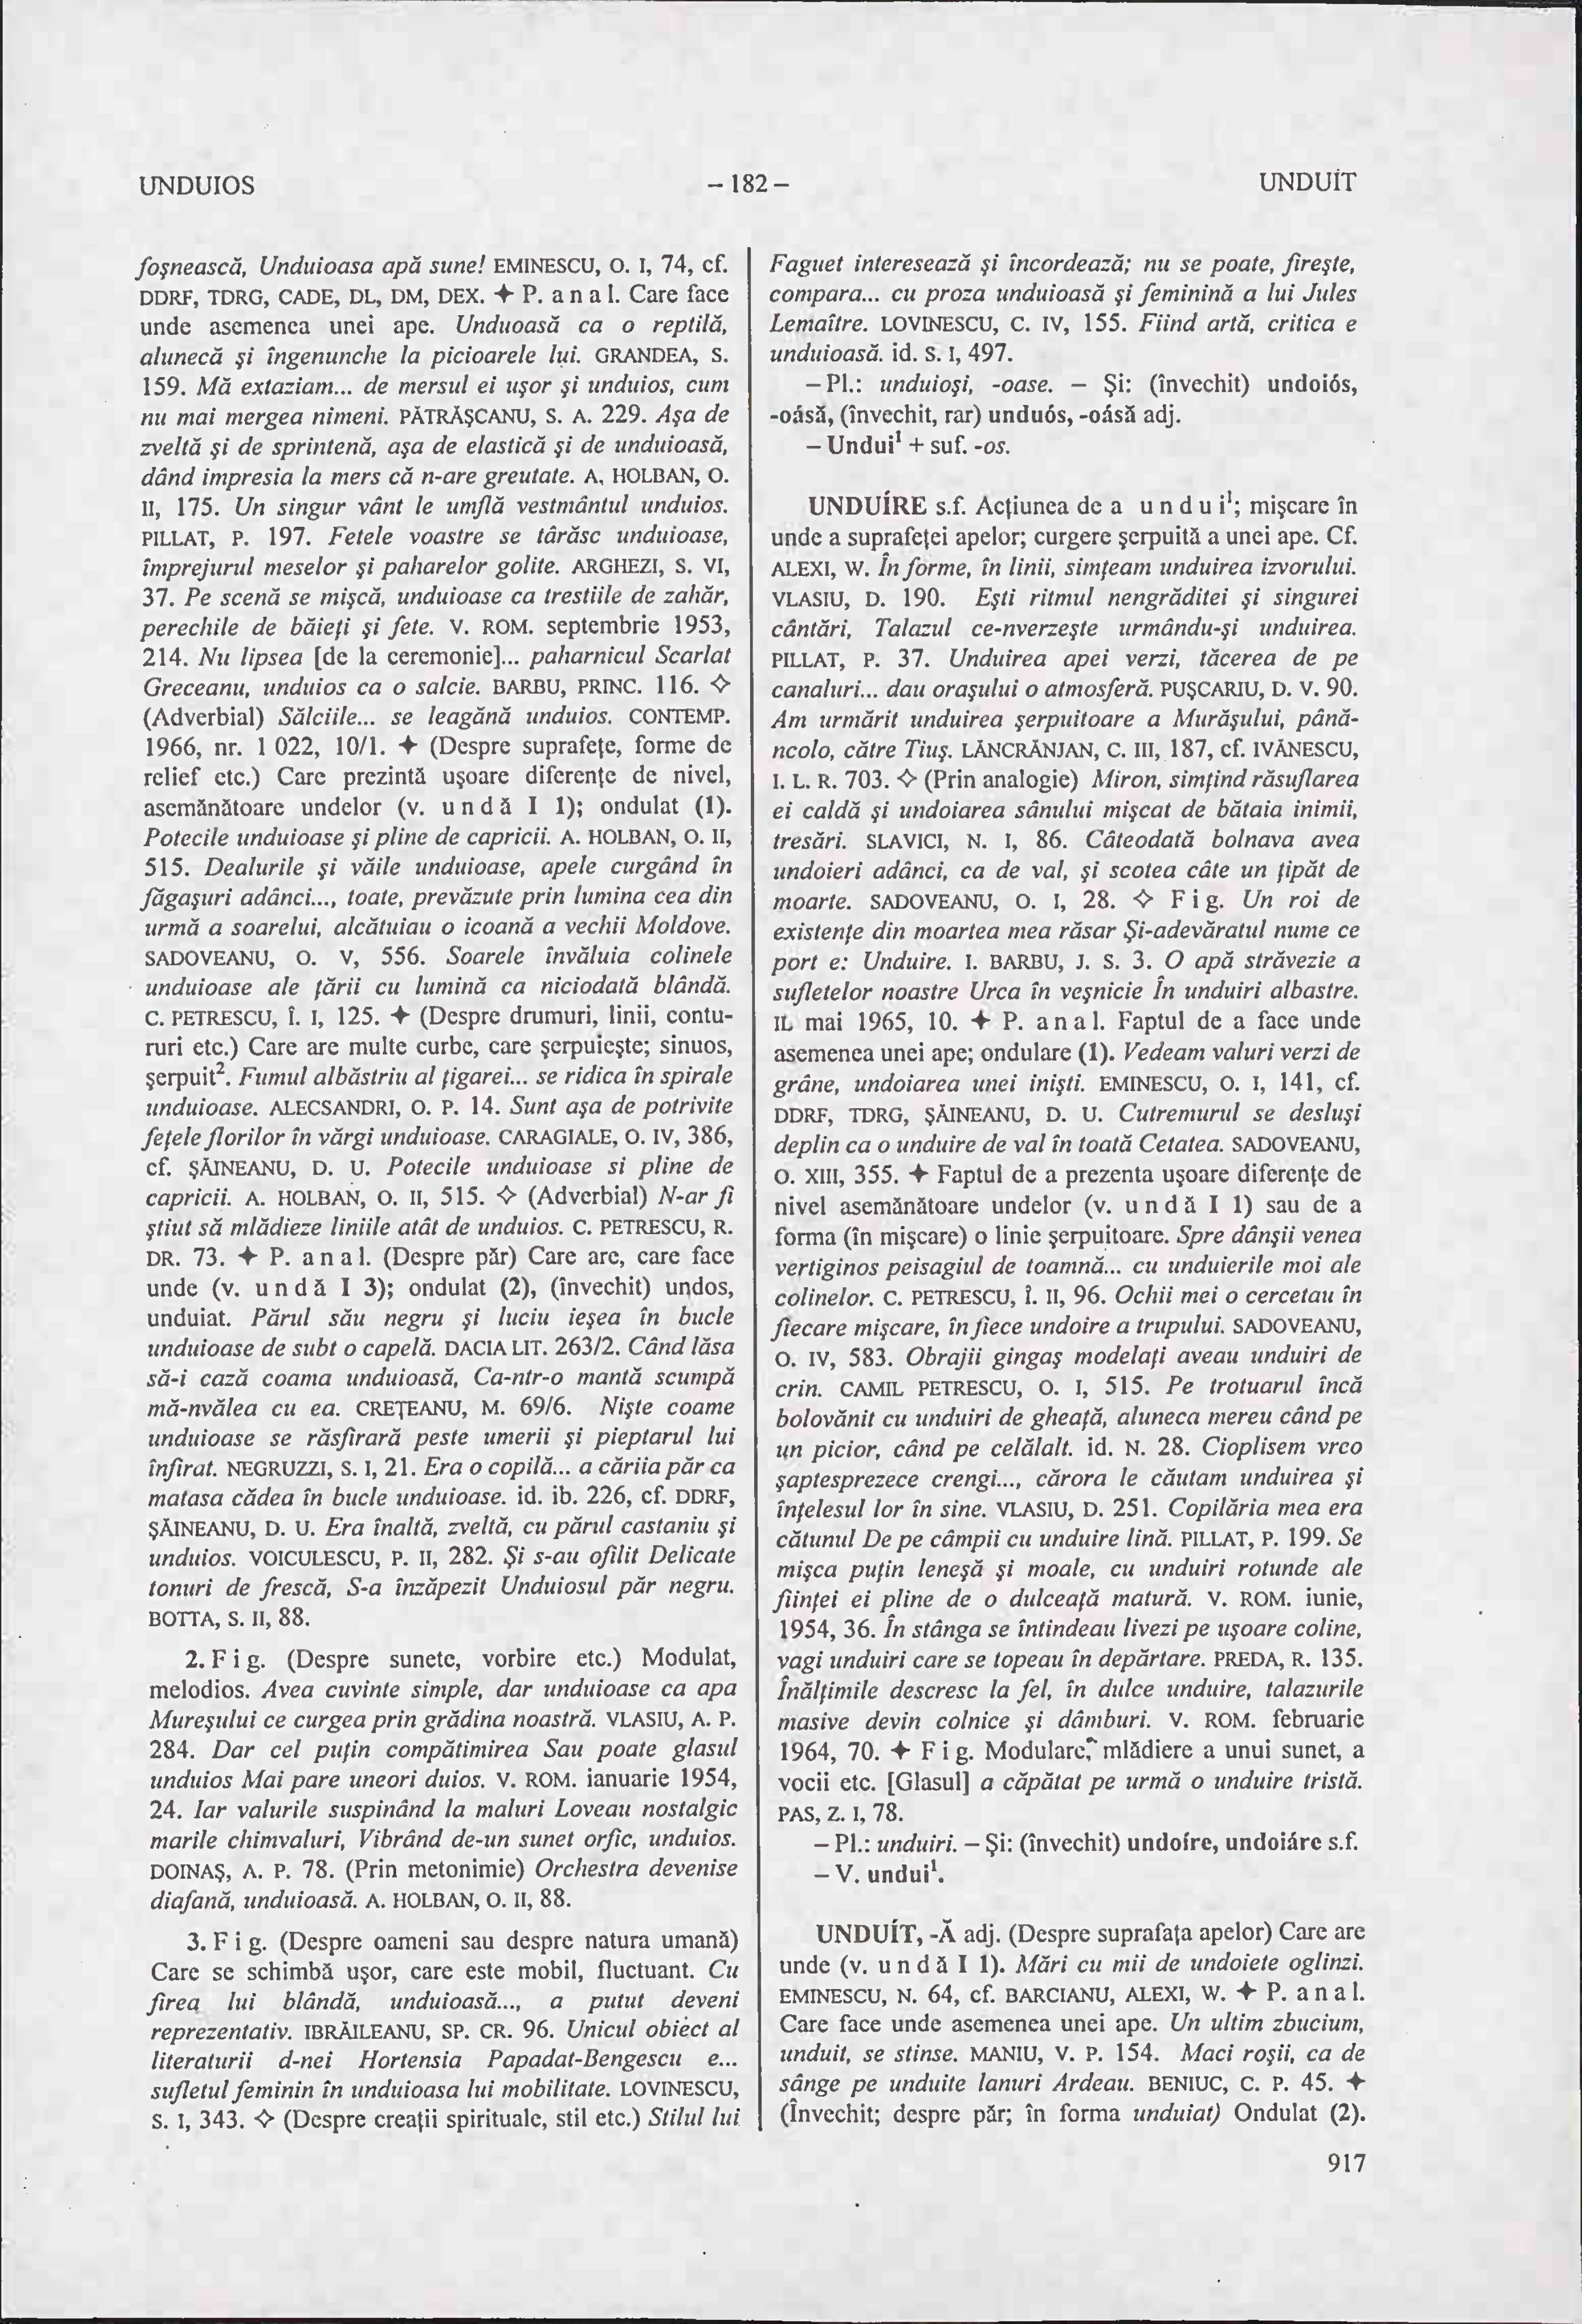 UNDUIOS
– 182 –
UNDUÍT
foşnească, Unduioasa apă sune! EMINESCU, O. I, 74, cf.
DDRF, TDRG, CADE, DL, DM, DEX. ✦ P. a n a l. Care face
unde asemenea unei ape. Unduoasă ca o reptilă,
alunecă şi îngenunche la picioarele lui. GRANDEA, S.
159. Mă extaziam... de mersul ei uşor şi unduios, cum
nu mai mergea nimeni. PĂTRĂŞCANU, S. A. 229. Aşa de
zveltă şi de sprintenă, aşa de elastică şi de unduioasă,
dând impresia la mers că n-are greutate. A. HOLBAN, O.
II, 175. Un singur vânt le umflă vestmântul unduios.
PILLAT, P. 197. Fetele voastre se târăsc unduioase,
împrejurul meselor şi paharelor golite. ARGHEZI, S. VI,
37. Pe scenă se mişcă, unduioase ca trestiile de zahăr,
perechile de băieţi şi fete. V. ROM. septembrie 1953,
214. Nu lipsea [de la ceremonie]... paharnicul Scarlat
Greceanu, unduios ca o salcie. BARBU, PRINC. 116. ◇
(Adverbial) Sălciile... se leagănă unduios. CONTEMP.
1966, nr. 1 022, 10/1. ✦ (Despre suprafeţe, forme de
relief etc.) Care prezintă uşoare diferenţe de nivel,
asemănătoare undelor (v. u n d ă I 1); ondulat (1).
Potecile unduioase şi pline de capricii. A. HOLBAN, O. II,
515. Dealurile şi văile unduioase, apele curgând în
făgaşuri adânci..., toate, prevăzute prin lumina cea din
urmă a soarelui, alcătuiau o icoană a vechii Moldove.
SADOVEANU, O. V, 556. Soarele învăluia colinele
unduioase ale ţării cu lumină ca niciodată blândă.
C. PETRESCU, Î. I, 125. ✦ (Despre drumuri, linii, contu-
ruri etc.) Care are multe curbe, care şerpuieşte; sinuos,
şerpuit². Fumul albăstriu al ţigarei... se ridica în spirale
unduioase. ALECSANDRI, O. P. 14. Sunt aşa de potrivite
feţele florilor în vărgi unduioase. CARAGIALE, O. IV, 386,
cf. ŞĂINEANU, D. U. Potecile unduioase si pline de
capricii. A. HOLBAN, O. II, 515. ◇ (Adverbial) N-ar fi
ştiut să mlădieze liniile atât de unduios. C. PETRESCU, R.
DR. 73. ✦ P. a n a l. (Despre păr) Care are, care face
unde (v. u n d ă I 3); ondulat (2), (învechit) undos,
unduiat. Părul său negru şi luciu ieşea în bucle
unduioase de subt o capelă. DACIA LIT. 263/2. Când lăsa
să-i cază coama unduioasă, Ca-ntr-o mantă scumpă
mă-nvălea cu ea. CREŢEANU, M. 69/6. Nişte coame
unduioase se răsfirară peste umerii şi pieptarul lui
înfirat. NEGRUZZI, S. I, 21. Era o copilă... a căriia păr ca
matasa cădea în bucle unduioase. id. ib. 226, cf. DDRF,
ŞĂINEANU, D. U. Era înaltă, zveltă, cu părul castaniu şi
unduios. VOICULESCU, P. II, 282. Şi s-au ofilit Delicate
tonuri de frescă, S-a înzăpezit Unduiosul păr negru.
BOTTA, S. II, 88.
2. F i g. (Despre sunete, vorbire etc.) Modulat,
melodios. Avea cuvinte simple, dar unduioase ca apa
Mureşului ce curgea prin grădina noastră. VLASIU, A. P.
284. Dar cel puţin compătimirea Sau poate glasul
unduios Mai pare uneori duios. V. ROM. ianuarie 1954,
24. Iar valurile suspinând la maluri Loveau nostalgic
marile chimvaluri, Vibrând de-un sunet orfic, unduios.
DOINAŞ, A. P. 78. (Prin metonimie) Orchestra devenise
diafană, unduioasă. A. HOLBAN, O. II, 88.
3. F i g. (Despre oameni sau despre natura umană)
Care se schimbă uşor, care este mobil, fluctuant. Cu
firea lui blândă, unduioasă..., a putut deveni
reprezentativ. IBRĂILEANU, SP. CR. 96. Unicul obiect al
literaturii d-nei Hortensia Papadat-Bengescu e...
sufletul feminin în unduioasa lui mobilitate. LOVINESCU,
S. I, 343. ◇ (Despre creaţii spirituale, stil etc.) Stilul lui
Faguet interesează şi încordează; nu se poate, fireşte,
compara... cu proza unduioasă şi feminină a lui Jules
Lemaître. LOVINESCU, C. IV, 155. Fiind artă, critica e
unduioasă. id. S. I, 497.
– Pl.: unduioşi, -oase. – Şi: (învechit) undoiós,
-oásă, (învechit, rar) unduós, -oásă adj.
– Undui¹ + suf. -os.
UNDUÍRE s.f. Acţiunea de a u n d u i¹; mişcare în
unde a suprafeţei apelor; curgere şerpuită a unei ape. Cf.
ALEXI, W. În forme, în linii, simţeam unduirea izvorului.
VLASIU, D. 190. Eşti ritmul nengrăditei şi singurei
cântări, Talazul ce-nverzeşte urmându-şi unduirea.
PILLAT, P. 37. Unduirea apei verzi, tăcerea de pe
canaluri... dau oraşului o atmosferă. PUŞCARIU, D. V. 90.
Am urmărit unduirea şerpuitoare a Murăşului, până-
ncolo, către Tiuş. LĂNCRĂNJAN, C. III, 187, cf. IVĂNESCU,
I. L. R. 703. ◇ (Prin analogie) Miron, simţind răsuflarea
ei caldă şi undoiarea sânului mişcat de bătaia inimii,
tresări. SLAVICI, N. I, 86. Câteodată bolnava avea
undoieri adânci, ca de val, şi scotea câte un ţipăt de
moarte. SADOVEANU, O. I, 28. ◇ F i g. Un roi de
existenţe din moartea mea răsar Şi-adevăratul nume ce
port e: Unduire. I. BARBU, J. S. 3. O apă străvezie a
sufletelor noastre Urca în veşnicie În unduiri albastre.
IL mai 1965, 10. ✦ P. a n a l. Faptul de a face unde
asemenea unei ape; ondulare (1). Vedeam valuri verzi de
grâne, undoiarea unei inişti. EMINESCU, O. I, 141, cf.
DDRF, TDRG, ŞĂINEANU, D. U. Cutremurul se desluşi
deplin ca o unduire de val în toată Cetatea. SADOVEANU,
O. XIII, 355. ✦ Faptul de a prezenta uşoare diferenţe de
nivel asemănătoare undelor (v. u n d ă I 1) sau de a
forma (în mişcare) o linie şerpuitoare. Spre dânşii venea
vertiginos peisagiul de toamnă... cu unduierile moi ale
colinelor. C. PETRESCU, Î. II, 96. Ochii mei o cercetau în
fiecare mişcare, în fiece undoire a trupului. SADOVEANU,
O. IV, 583. Obrajii gingaş modelaţi aveau unduiri de
crin. CAMIL PETRESCU, O. I, 515. Pe trotuarul încă
bolovănit cu unduiri de gheaţă, aluneca mereu când pe
un picior, când pe celălalt. id. N. 28. Cioplisem vreo
şaptesprezece crengi..., cărora le căutam unduirea şi
înţelesul lor în sine. VLASIU, D. 251. Copilăria mea era
cătunul De pe câmpii cu unduire lină. PILLAT, P. 199. Se
mişca puţin leneşă şi moale, cu unduiri rotunde ale
fiinţei ei pline de o dulceaţă matură. V. ROM. iunie,
1954, 36. În stânga se întindeau livezi pe uşoare coline,
vagi unduiri care se topeau în depărtare. PREDA, R. 135.
Înălţimile descresc la fel, în dulce unduire, talazurile
masive devin colnice şi dâmburi. V. ROM. februarie
1964, 70. ✦ F i g. Modulare, mlădiere a unui sunet, a
vocii etc. [Glasul] a căpătat pe urmă o unduire tristă.
PAS, Z. I, 78.
– Pl.: unduiri. – Şi: (învechit) undoíre, undoiáre s.f.
– V. undui¹.
UNDUÍT, -Ă adj. (Despre suprafaţa apelor) Care are
unde (v. u n d ă I 1). Mări cu mii de undoiete oglinzi.
EMINESCU, N. 64, cf. BARCIANU, ALEXI, W. ✦ P. a n a l.
Care face unde asemenea unei ape. Un ultim zbucium,
unduit, se stinse. MANIU, V. P. 154. Maci roşii, ca de
sânge pe unduite lanuri Ardeau. BENIUC, C. P. 45. ✦
(Învechit; despre păr; în forma unduiat) Ondulat (2).
917